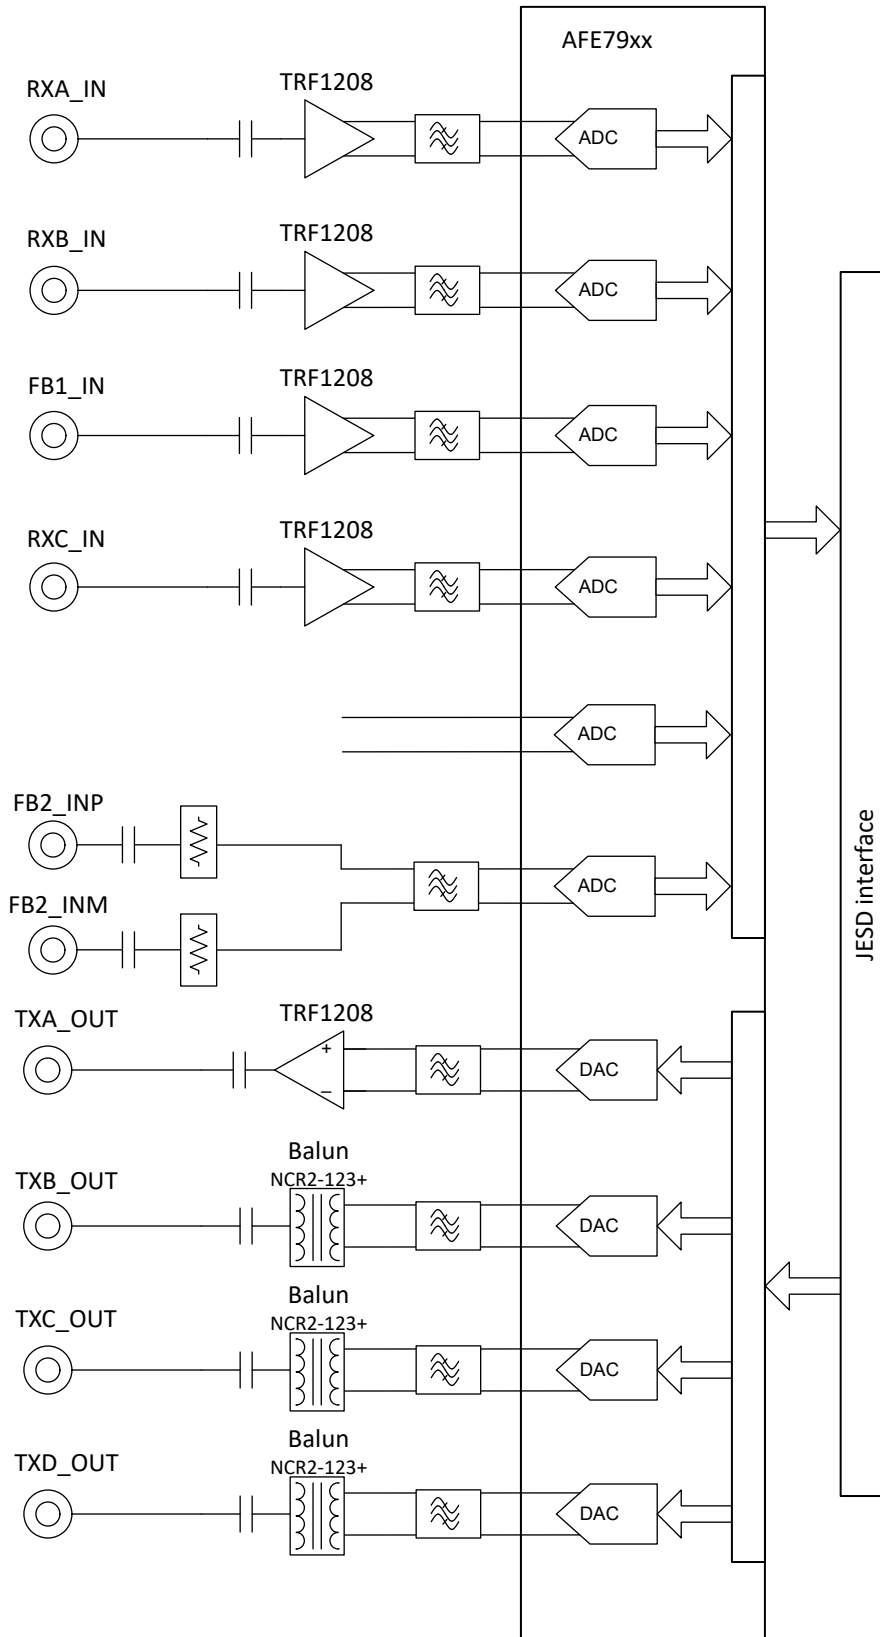 AFE79xx
RXA_IN
TRF1208
ADC
RXB_IN
TRF1208
ADC
FB1_IN
TRF1208
ADC
RXC_IN
TRF1208
ADC
ADC
FB2_INP
ADC
FB2_INM
JESD interface
TXA_OUT
TRF1208
+
–
DAC
TXB_OUT
Balun
NCR2-123+
DAC
TXC_OUT
Balun
NCR2-123+
DAC
TXD_OUT
Balun
NCR2-123+
DAC